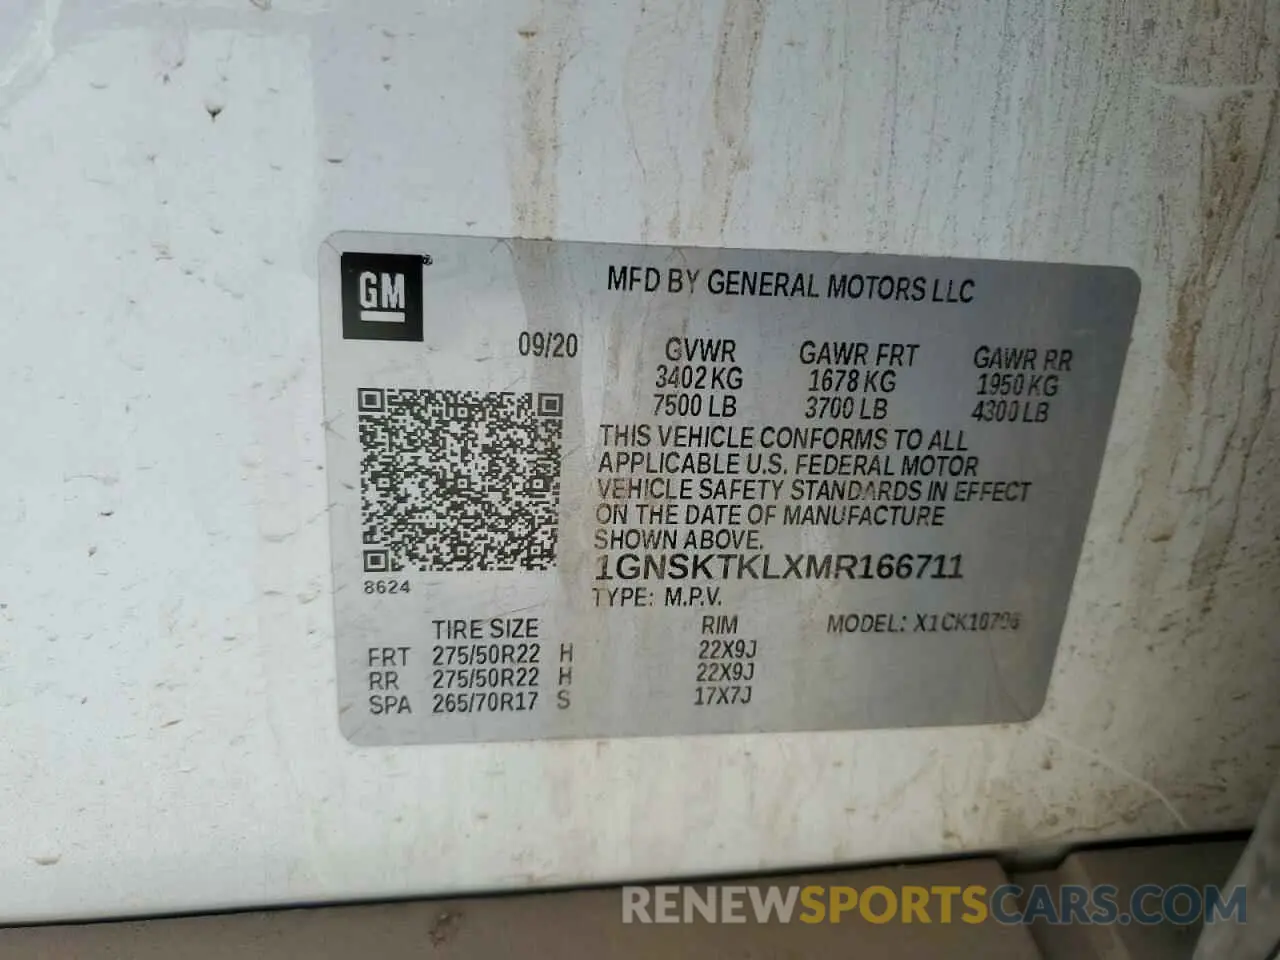 GM®
MFD BY GENERAL MOTORS LLC
09/20
GVWR GAWR FRT GAWR RR
3402 KG 1678 KG 1950 KG
7500 LB 3700 LB 4300 LB
THIS VEHICLE CONFORMS TO ALL
APPLICABLE U.S. FEDERAL MOTOR
VEHICLE SAFETY STANDARDS IN EFFECT
ON THE DATE OF MANUFACTURE
SHOWN ABOVE.
1GNSKTKLXMR166711
8624
TYPE: M.P.V.
TIRE SIZE RIM MODEL:
FRT 275/50R22 H 22X9J
RR 275/50R22 H 22X9J
SPA 265/70R17 S 17X7J
RENEWSPORTSCARS.COM